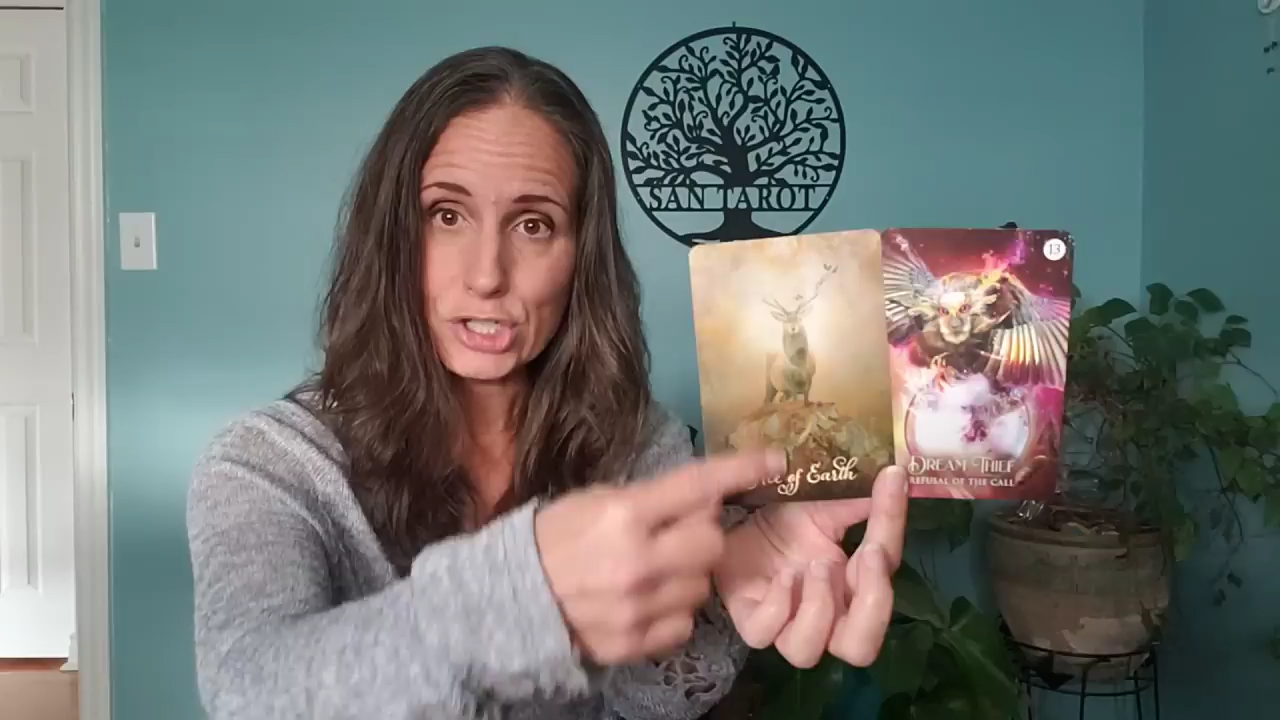 SAN TAROT
of Earth
13
DREAM THIEF
REFUSAL OF THE CALL